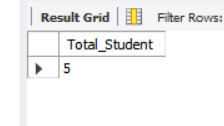 Result Grid Filter Rows:
Total_Student
5